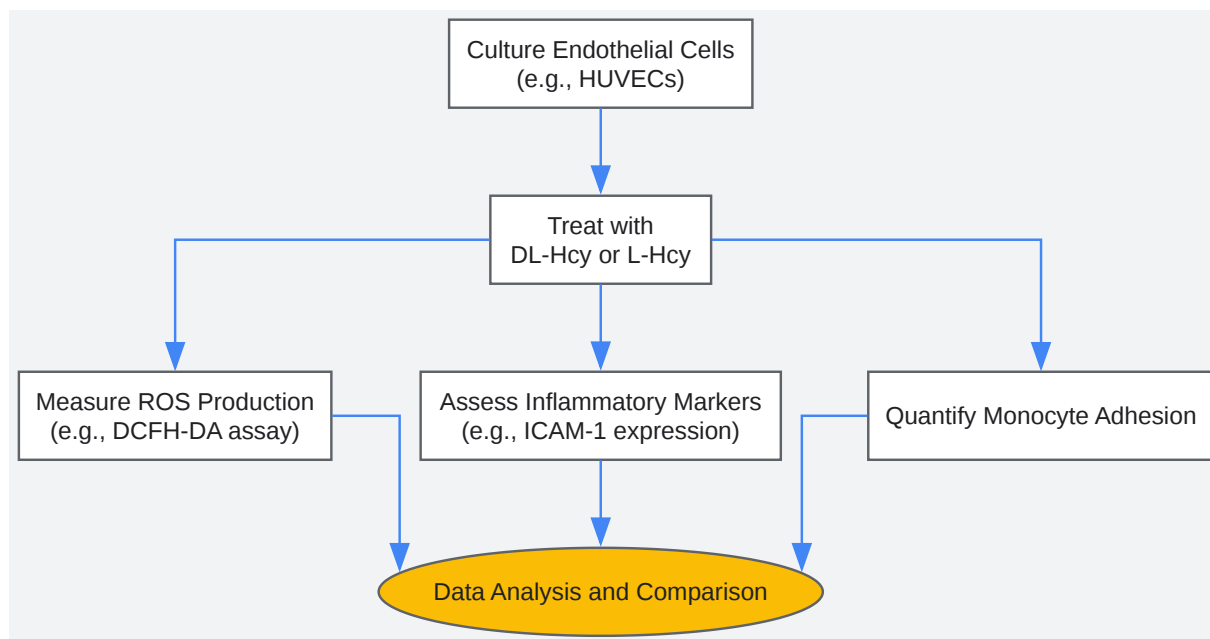 Culture Endothelial Cells
(e.g., HUVECs)
Treat with
DL-Hcy or L-Hcy
Measure ROS Production
(e.g., DCFH-DA assay)
Assess Inflammatory Markers
(e.g., ICAM-1 expression)
Quantify Monocyte Adhesion
Data Analysis and Comparison